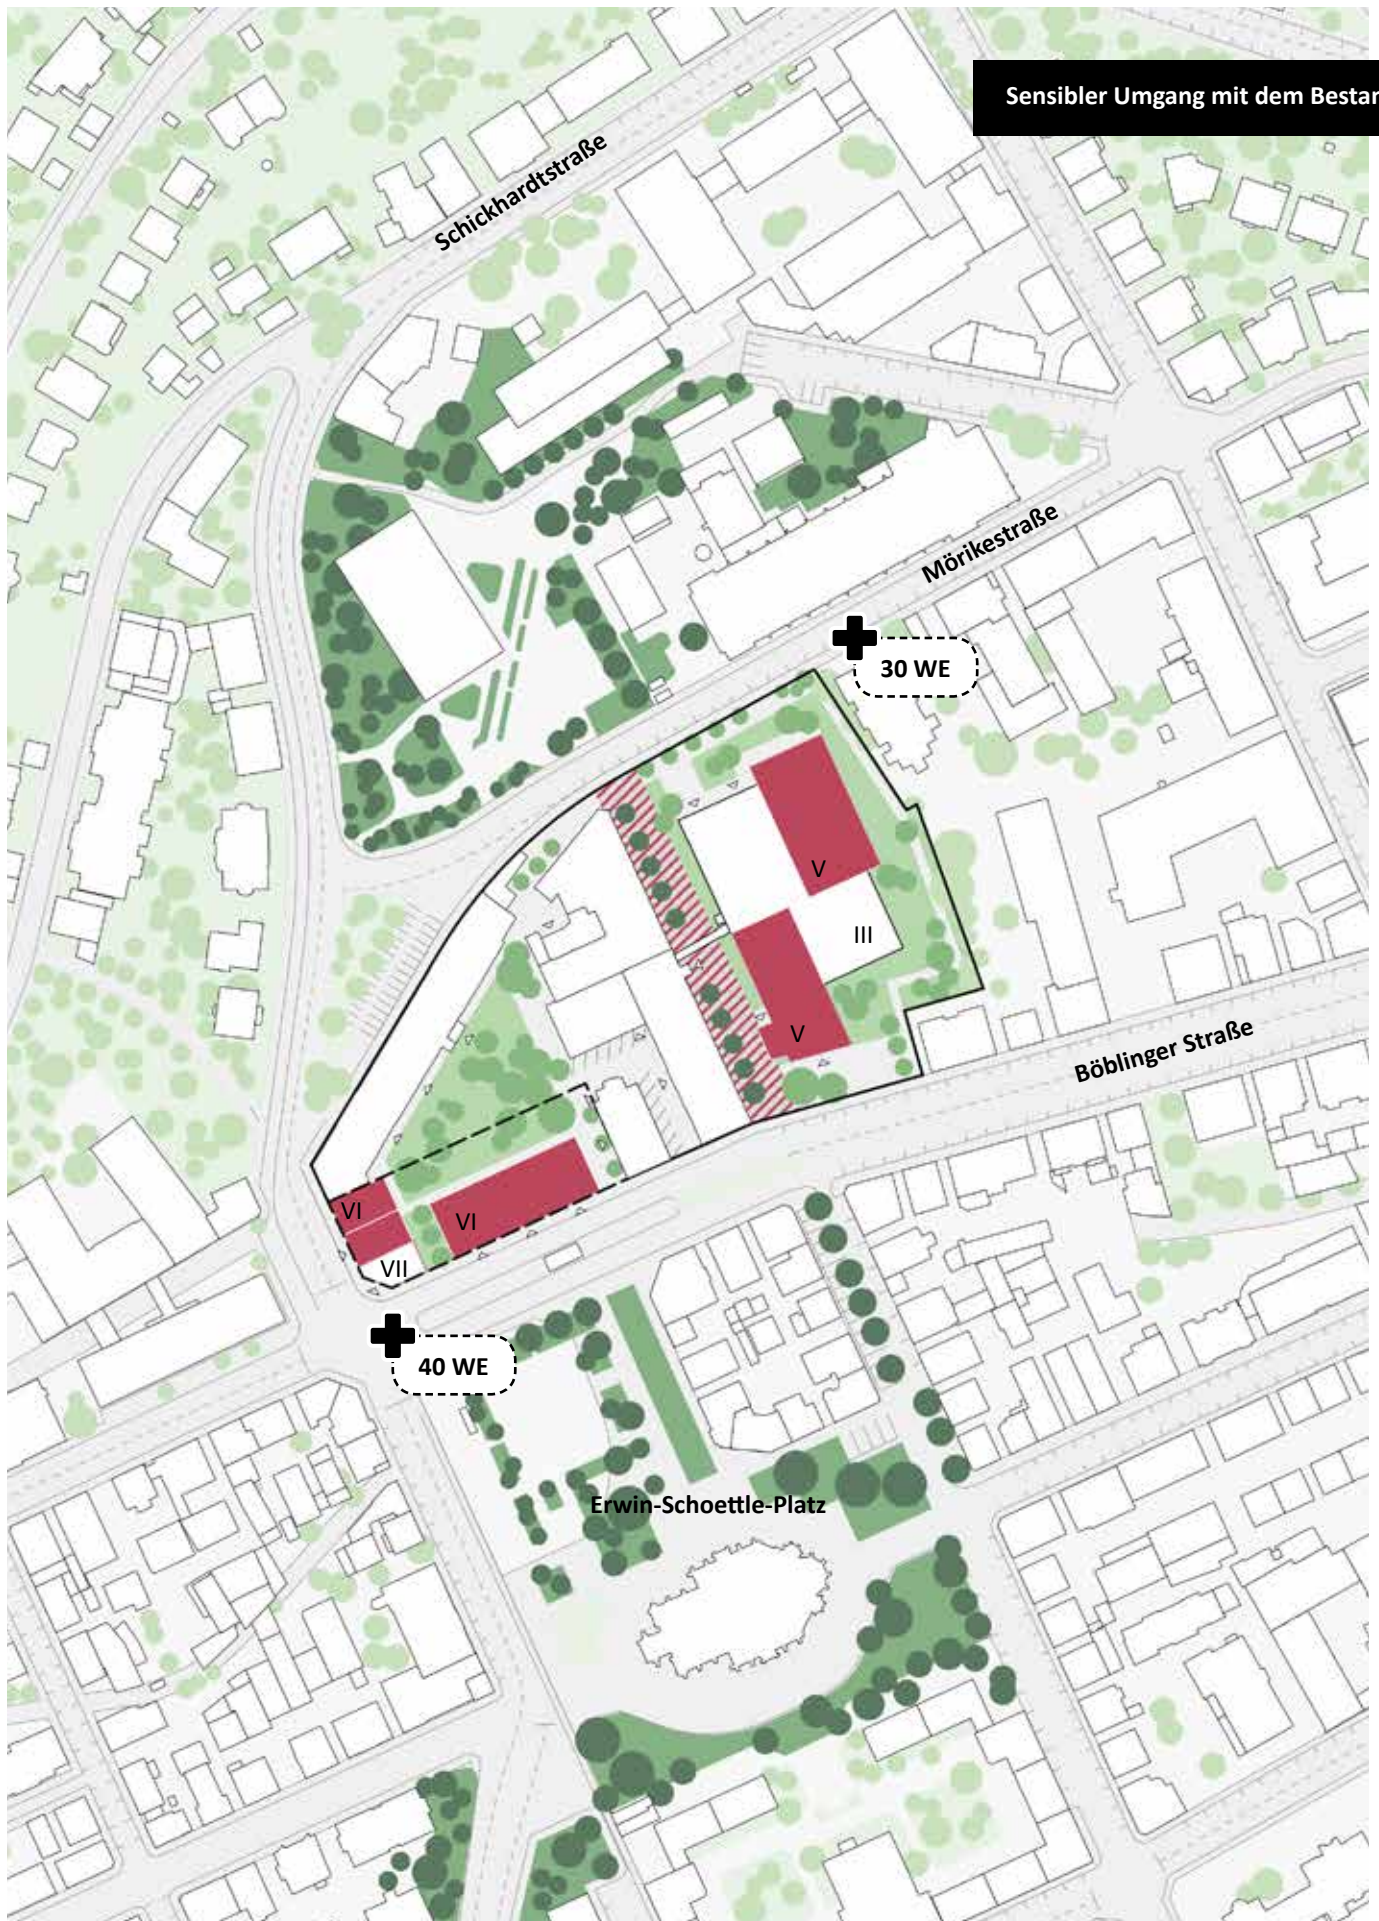 Sensibler Umgang mit dem Bestan
Schickhardtstraße
Mörikestraße
30 WE
V
III
V
Böblinger Straße
VI
VI
VII
40 WE
Erwin-Schoettle-Platz